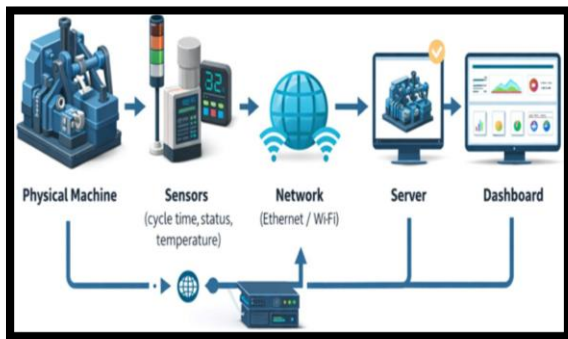 32
Physical Machine
Sensors
(cycle time, status,
temperature)
Network
(Ethernet / Wi-Fi)
Server
Dashboard